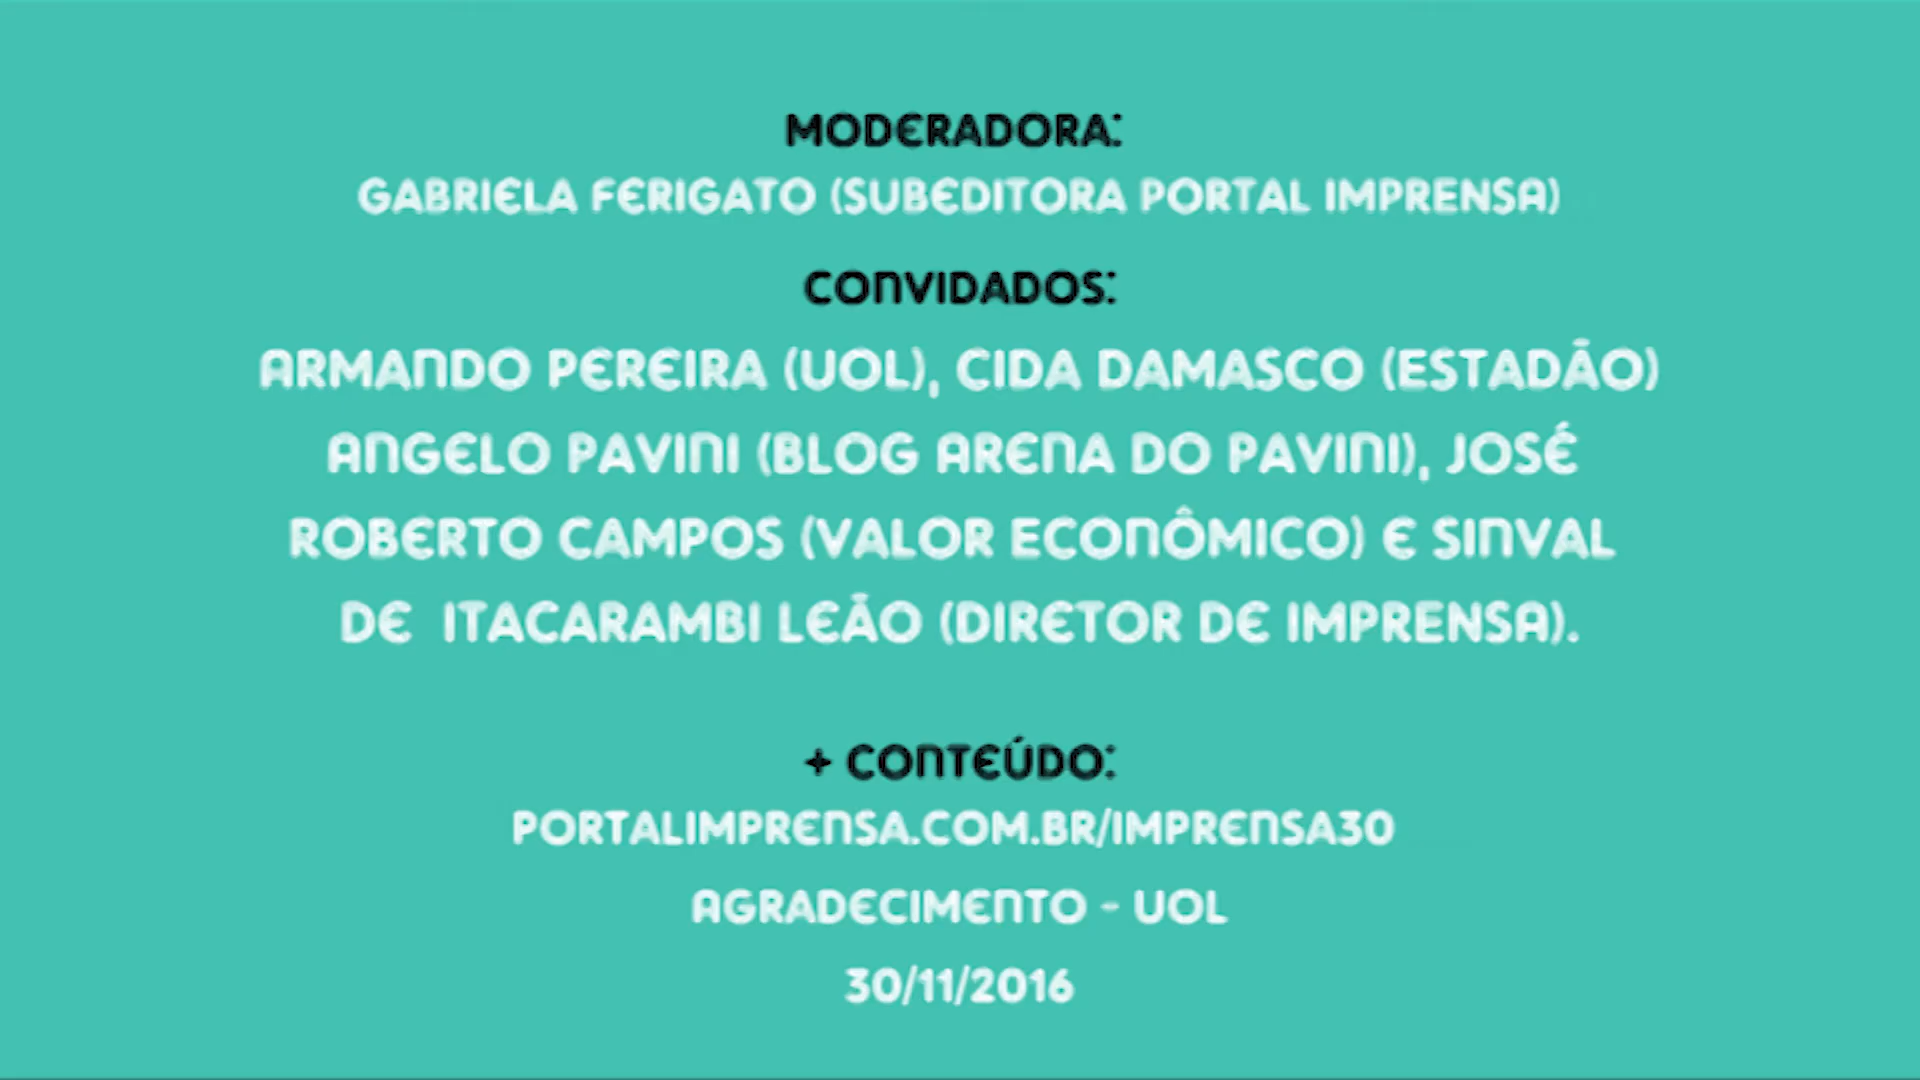 MODERADORA:
GABRIELA FERIGATO (SUBEDITORA PORTAL IMPRENSA)
CONVIDADOS:
ARMANDO PEREIRA (UOL), CIDA DAMASCO (ESTADÃO)
ANGELO PAVINI (BLOG ARENA DO PAVINI), JOSÉ
ROBERTO CAMPOS (VALOR ECONÔMICO) E SINVAL
DE ITACARAMBI LEÃO (DIRETOR DE IMPRENSA).
+ CONTEÚDO:
PORTALIMPRENSA.COM.BR/IMPRENSA30
AGRADECIMENTO - UOL
30/11/2016